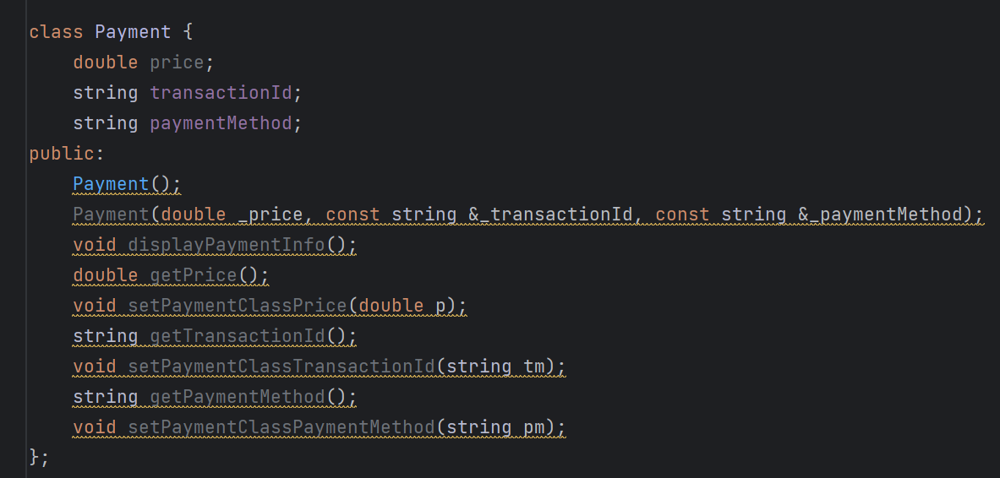 class Payment {
    double price;
    string transactionId;
    string paymentMethod;
public:
    Payment();
    Payment(double _price, const string &_transactionId, const string &_paymentMethod);
    void displayPaymentInfo();
    double getPrice();
    void setPaymentClassPrice(double p);
    string getTransactionId();
    void setPaymentClassTransactionId(string tm);
    string getPaymentMethod();
    void setPaymentClassPaymentMethod(string pm);
};